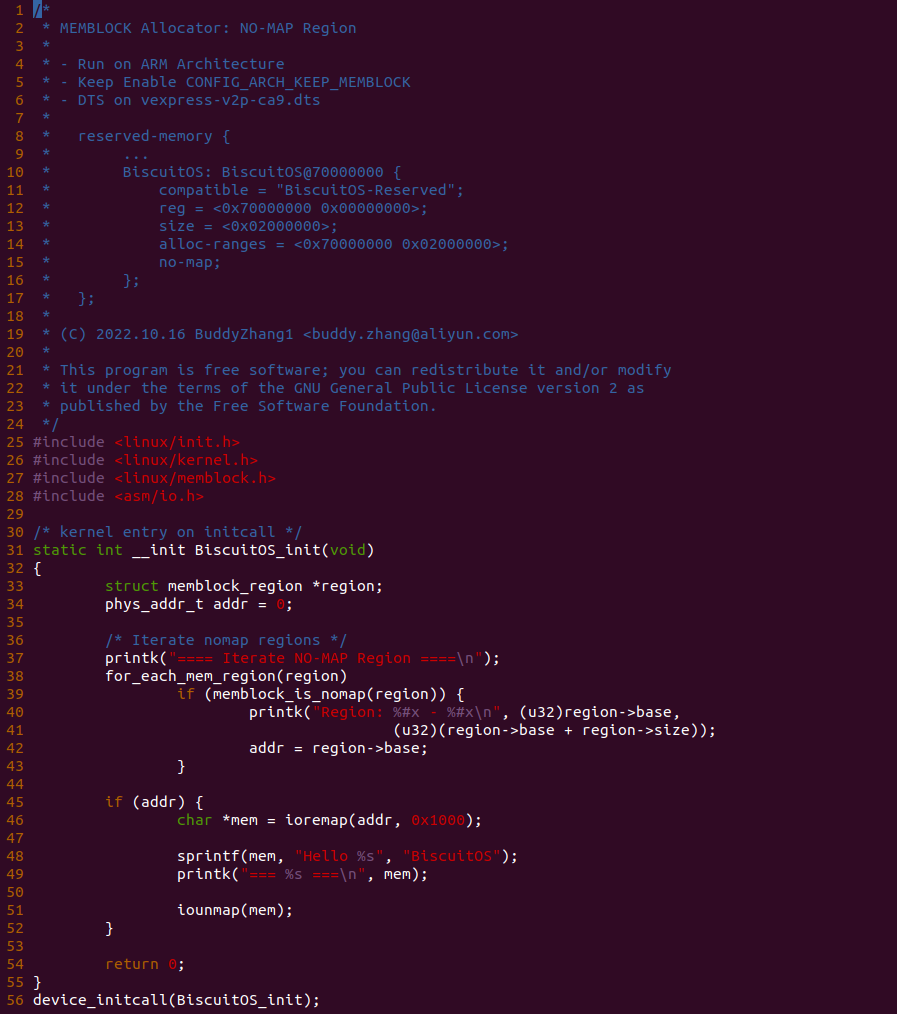 1 /*
2  * MEMBLOCK Allocator: NO-MAP Region
3  *
4  * - Run on ARM Architecture
5  * - Keep Enable CONFIG_ARCH_KEEP_MEMBLOCK
6  * - DTS on vexpress-v2p-ca9.dts
7  *
8  *   reserved-memory {
9  *        ...
10  *        BiscuitOS: BiscuitOS@70000000 {
11  *            compatible = "BiscuitOS-Reserved";
12  *            reg = <0x70000000 0x00000000>;
13  *            size = <0x02000000>;
14  *            alloc-ranges = <0x70000000 0x02000000>;
15  *            no-map;
16  *        };
17  *   };
18  *
19  * (C) 2022.10.16 BuddyZhang1 <buddy.zhang@aliyun.com>
20  *
21  * This program is free software; you can redistribute it and/or modify
22  * it under the terms of the GNU General Public License version 2 as
23  * published by the Free Software Foundation.
24  */
25 #include <linux/init.h>
26 #include <linux/kernel.h>
27 #include <linux/memblock.h>
28 #include <asm/io.h>
29
30 /* kernel entry on initcall */
31 static int __init BiscuitOS_init(void)
32 {
33         struct memblock_region *region;
34         phys_addr_t addr = 0;
35
36         /* Iterate nomap regions */
37         printk("==== Iterate NO-MAP Region ====\n");
38         for_each_mem_region(region)
39                 if (memblock_is_nomap(region)) {
40                         printk("Region: %#x - %#x\n", (u32)region->base,
41                                         (u32)(region->base + region->size));
42                         addr = region->base;
43                 }
44
45         if (addr) {
46                 char *mem = ioremap(addr, 0x1000);
47
48                 sprintf(mem, "Hello %s", "BiscuitOS");
49                 printk("=== %s ===\n", mem);
50
51                 iounmap(mem);
52         }
53
54         return 0;
55 }
56 device_initcall(BiscuitOS_init);